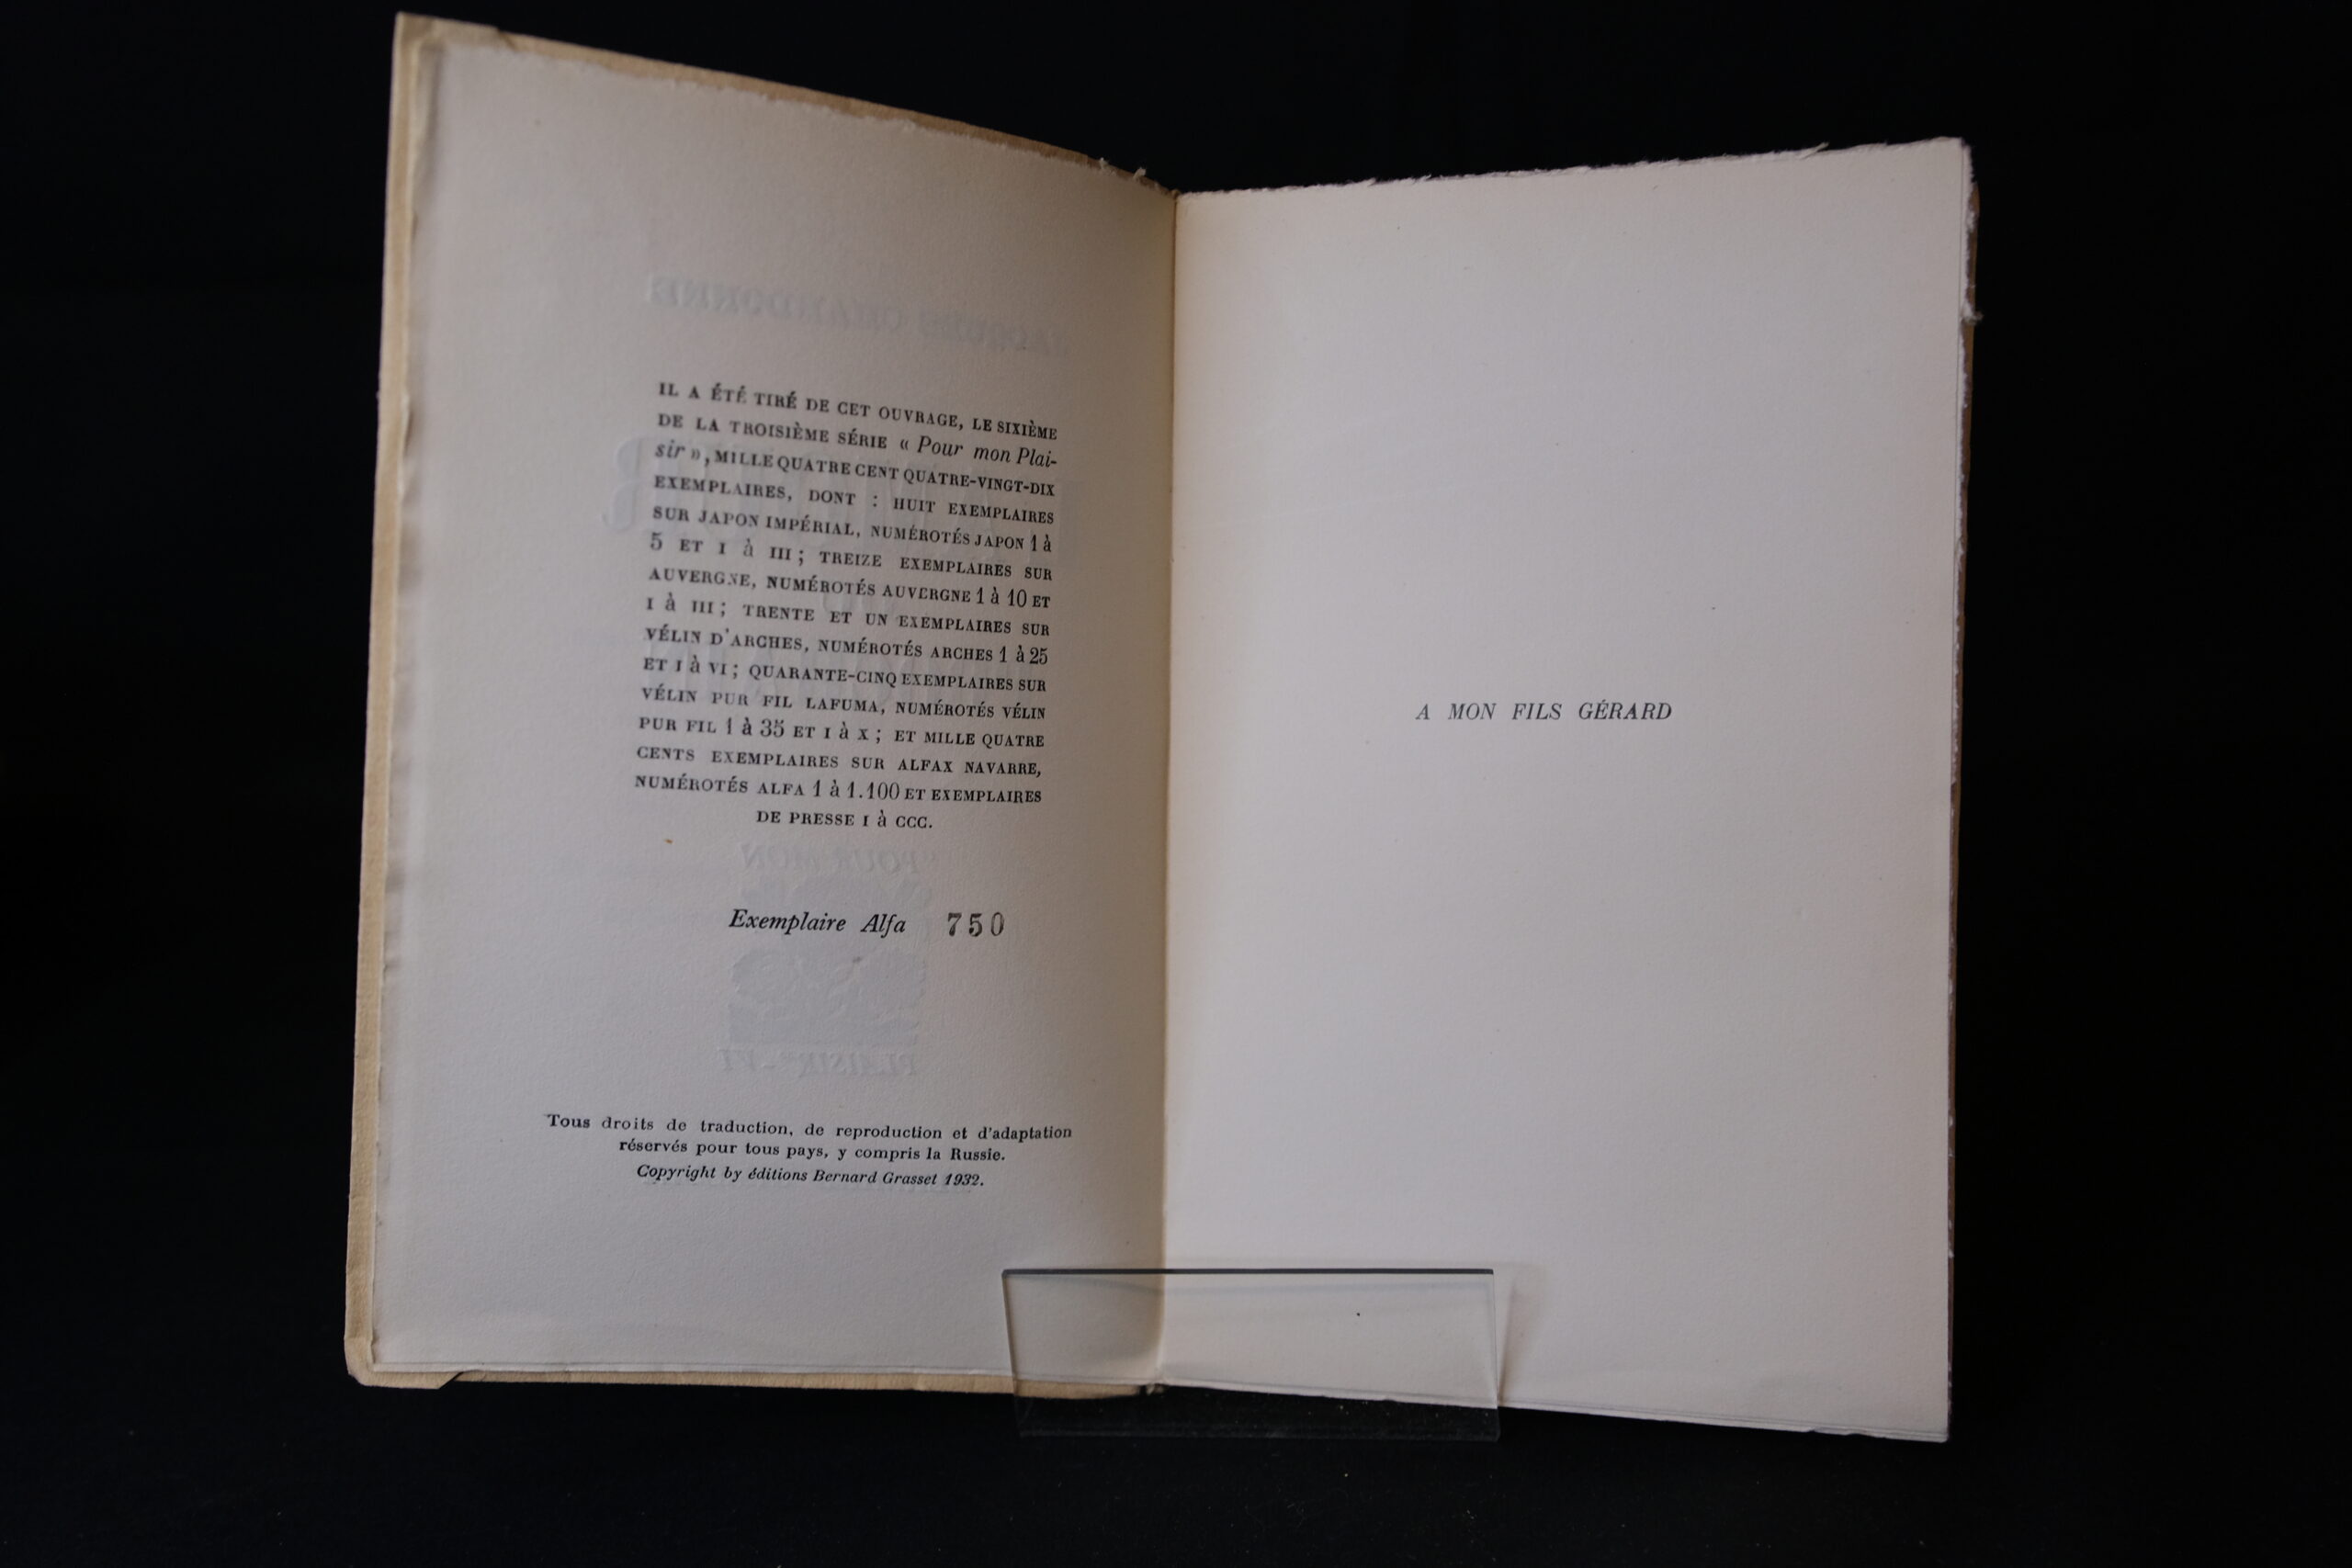 IL A ÉTÉ TIRÉ DE CET OUVRAGE, LE SIXIÈME
DE LA TROISIÈME SÉRIE « Pour mon Plai-
sir », MILLE QUATRE CENT QUATRE-VINGT-DIX
EXEMPLAIRES, DONT : HUIT EXEMPLAIRES
SUR JAPON IMPÉRIAL, NUMÉROTÉS JAPON 1 à
5 ET I à III ; TREIZE EXEMPLAIRES SUR
AUVERGNE, NUMÉROTÉS AUVERGNE 1 à 10 ET
I à III ; TRENTE ET UN EXEMPLAIRES SUR
VÉLIN D'ARCHES, NUMÉROTÉS ARCHES 1 à 25
ET I à VI ; QUARANTE-CINQ EXEMPLAIRES SUR
VÉLIN PUR FIL LAFUMA, NUMÉROTÉS VÉLIN
PUR FIL 1 à 35 ET I à X ; ET MILLE QUATRE
CENTS EXEMPLAIRES SUR ALFAX NAVARRE,
NUMÉROTÉS ALFA 1 à 1.100 ET EXEMPLAIRES
DE PRESSE I à CCC.
Exemplaire Alfa 750
Tous droits de traduction, de reproduction et d'adaptation
réservés pour tous pays, y compris la Russie.
Copyright by éditions Bernard Grasset 1932.
A MON FILS GÉRARD